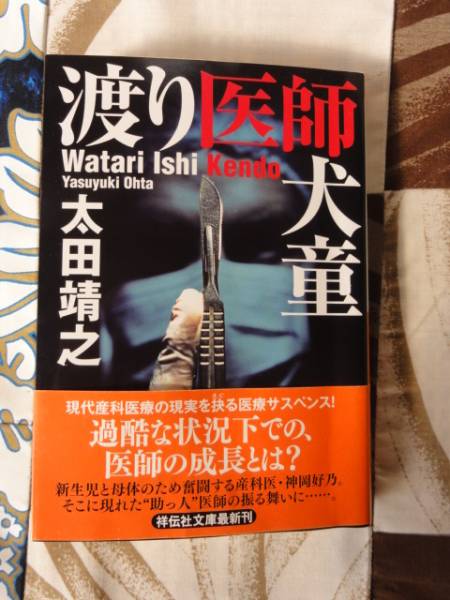 渡り医師犬童
Watari Ishi Kendo
Yasuyuki Ohta
太田靖之
現代産科医療の現実を抉る医療サスペンス!
過酷な状況下での、
医師の成長とは?
新生児と母体のため奮闘する産科医・神岡好乃。
そこに現れた“助っ人”医師の振る舞いに……。
祥伝社文庫最新刊